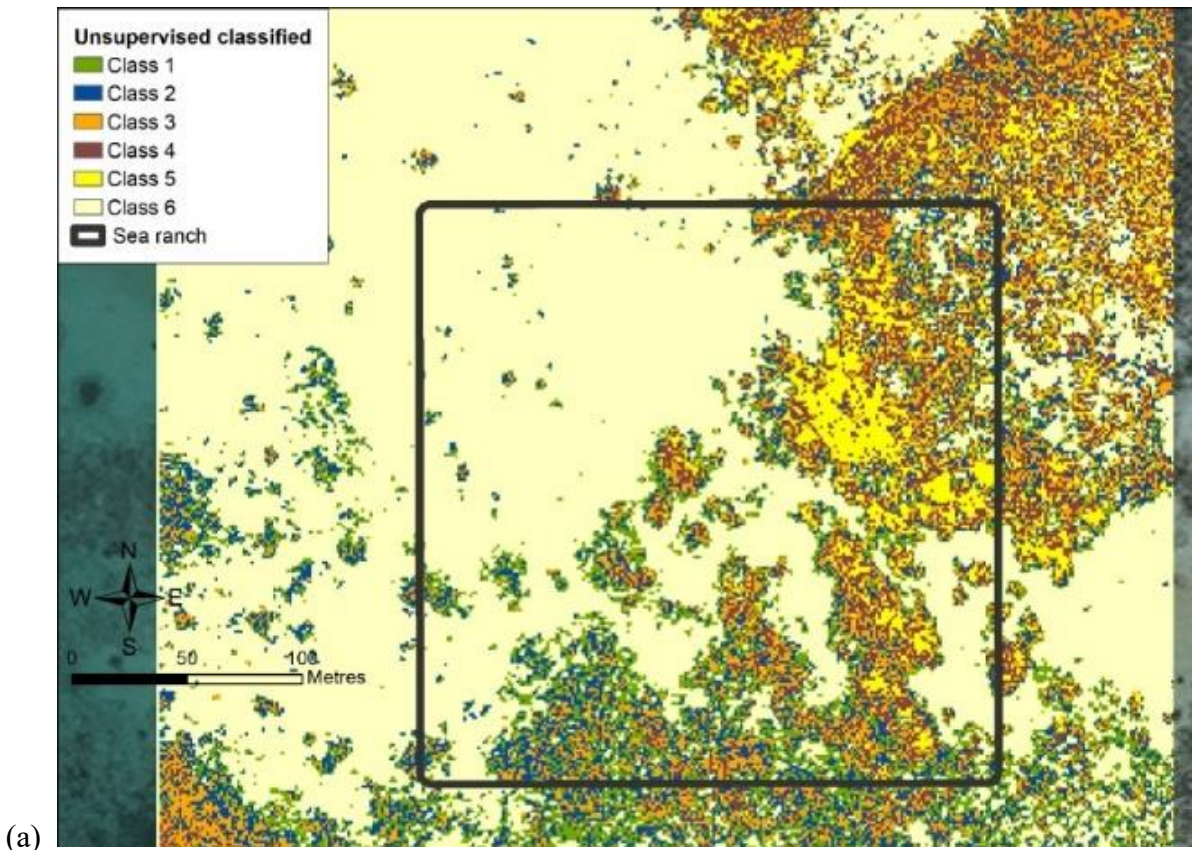 Unsupervised classified
Class 1
Class 2
Class 3
Class 4
Class 5
Class 6
Sea ranch
N
W E
S
0 50 100
Metres
(a)